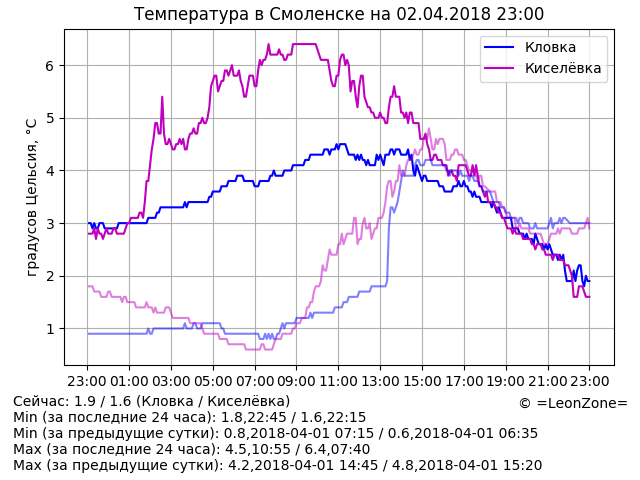 Температура в Смоленске на 02.04.2018 23:00
градусов Цельсия, °C
6
5
4
3
2
1
Кловка
Киселёвка
23:00 01:00 03:00 05:00 07:00 09:00 11:00 13:00 15:00 17:00 19:00 21:00 23:00
Сейчас: 1.9 / 1.6 (Кловка / Киселёвка)
© =LeonZone=
Min (за последние 24 часа): 1.8,22:45 / 1.6,22:15
Min (за предыдущие сутки): 0.8,2018-04-01 07:15 / 0.6,2018-04-01 06:35
Max (за последние 24 часа): 4.5,10:55 / 6.4,07:40
Max (за предыдущие сутки): 4.2,2018-04-01 14:45 / 4.8,2018-04-01 15:20